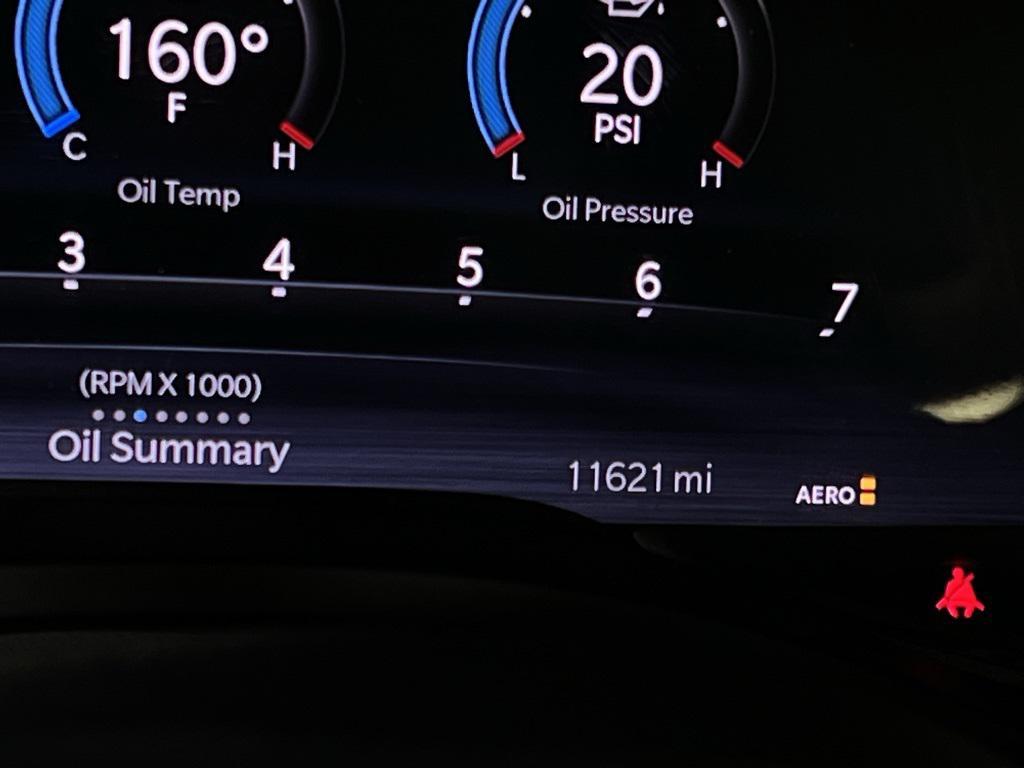 160°
F
C
H
Oil Temp
20
PSI
L
H
Oil Pressure
3
4
5
6
7
(RPM X 1000)
Oil Summary
11621 mi
AERO